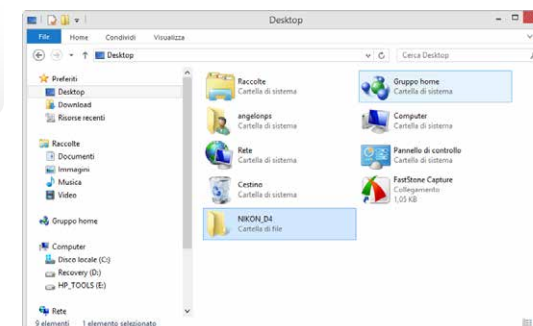 Desktop
File Home Condividi Visualizza
Desktop
Cerca Desktop
Preferiti
Desktop
Download
Risorse recenti
Raccolte
Documenti
Immagini
Musica
Video
Gruppo home
Computer
Disco locale (C:)
Recovery (D:)
HP_TOOLS (E:)
Rete
Raccolte
Cartella di sistema
Gruppo home
Cartella di sistema
angelonps
Cartella di sistema
Computer
Cartella di sistema
Rete
Cartella di sistema
Pannello di controllo
Cartella di sistema
Cestino
Cartella di sistema
FastStone Capture
Collegamento
1,05 KB
NIKON_D4
Cartella di file
9 elementi 1 elemento selezionato